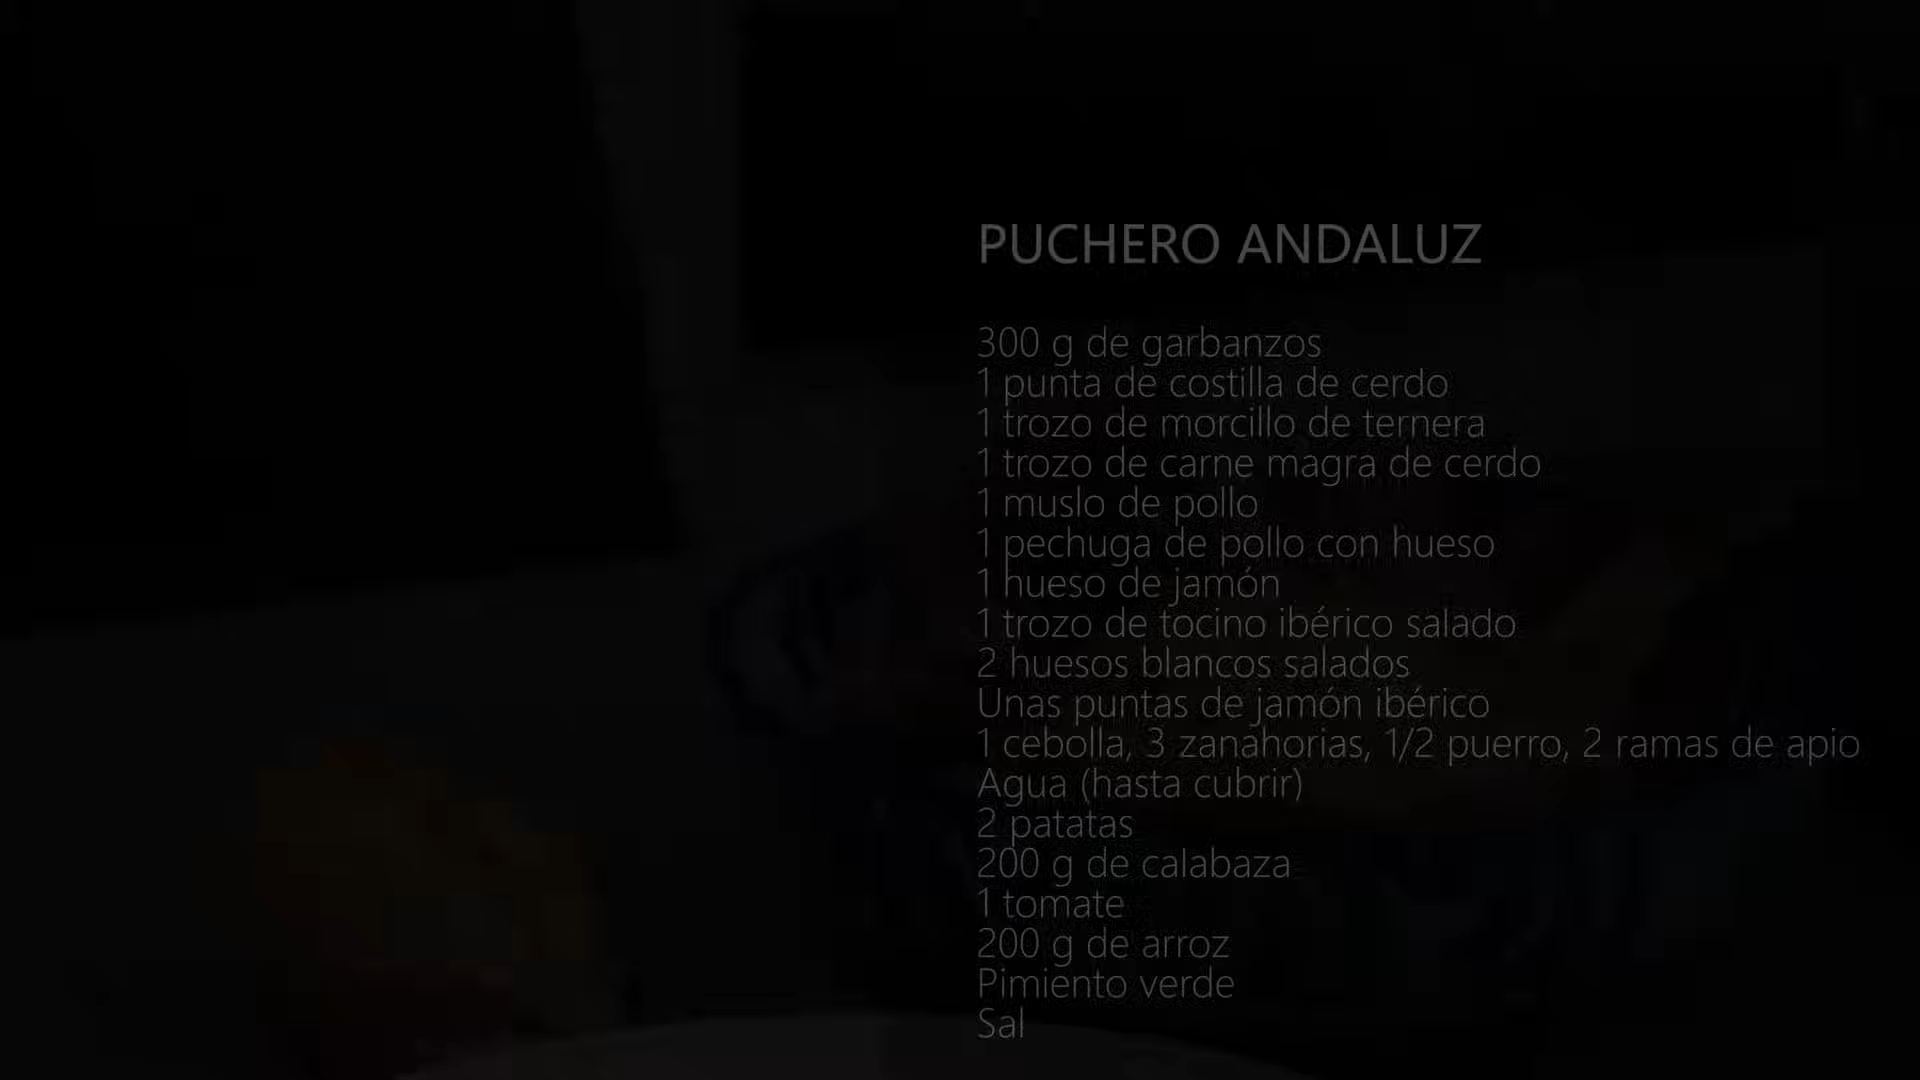 PUCHERO ANDALUZ
300 g de garbanzos
1 punta de costilla de cerdo
1 trozo de morcillo de ternera
1 trozo de carne magra de cerdo
1 muslo de pollo
1 pechuga de pollo con hueso
1 hueso de jamón
1 trozo de tocino ibérico salado
2 huesos blancos salados
Unas puntas de jamón ibérico
1 cebolla, 3 zanahorias, 1/2 puerro, 2 ramas de apio
Agua (hasta cubrir)
2 patatas
200 g de calabaza
1 tomate
200 g de arroz
Pimiento verde
Sal